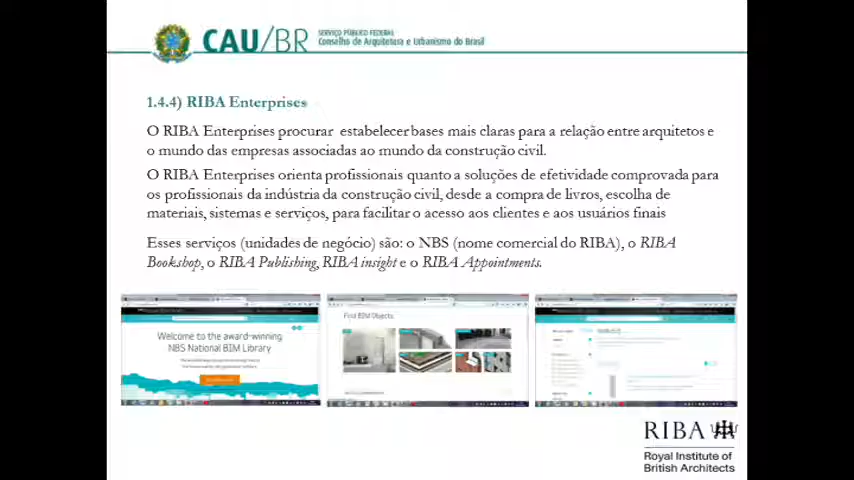 CAU/BR
SERVIÇO PÚBLICO FEDERAL
Conselho de Arquitetura e Urbanismo do Brasil
1.4.4) RIBA Enterprises
O RIBA Enterprises procurar estabelecer bases mais claras para a relação entre arquitetos e
o mundo das empresas associadas ao mundo da construção civil.
O RIBA Enterprises orienta profissionais quanto a soluções de efetividade comprovada para
os profissionais da indústria da construção civil, desde a compra de livros, escolha de
materiais, sistemas e serviços, para facilitar o acesso aos clientes e aos usuários finais
Esses serviços (unidades de negócio) são: o NBS (nome comercial do RIBA), o RIBA
Bookshop, o RIBA Publishing, RIBA insight e o RIBA Appointments.
Welcome to the award-winning
NBS National BIM Library
Find BIM Objects
RIBA
Royal Institute of
British Architects